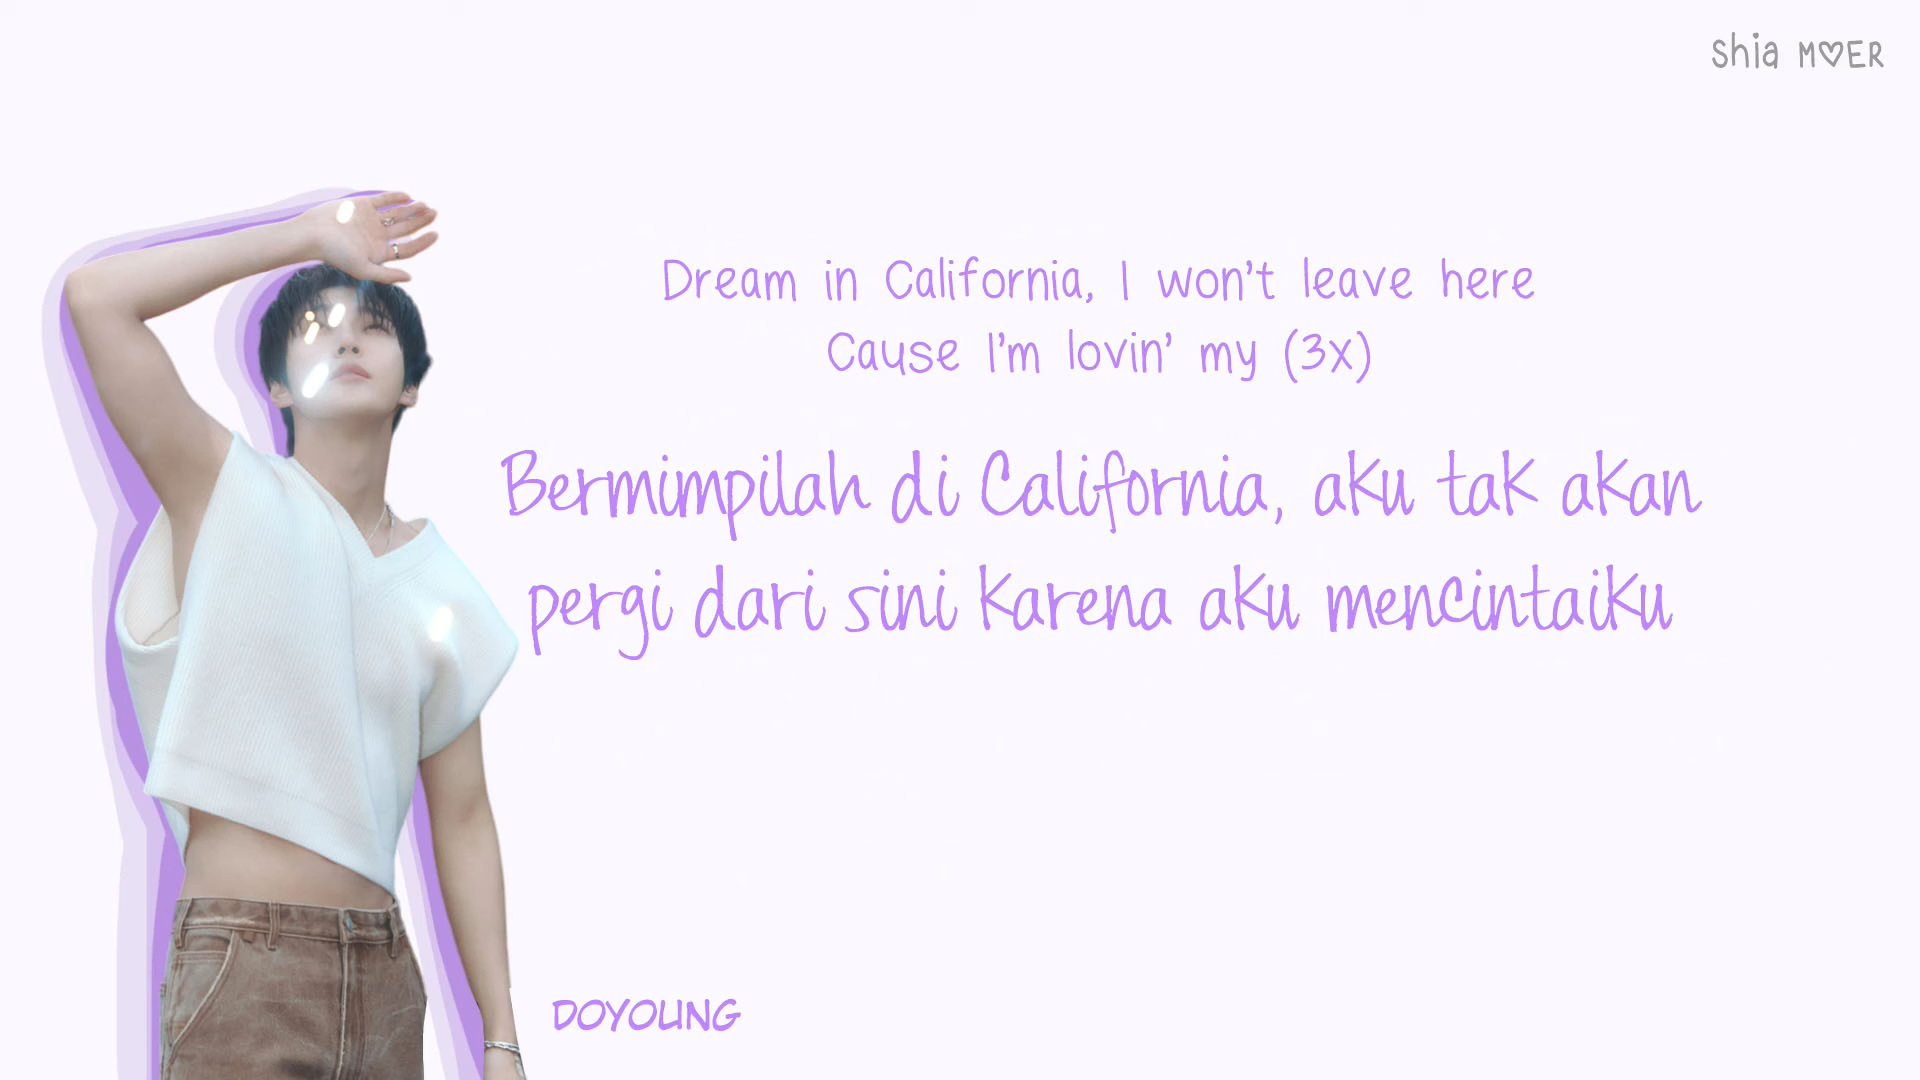 Shia M♡ER
Dream in California, I won't leave here
Cause I'm lovin' my (3x)
Bermimpilah di California, aku tak akan
pergi dari sini karena aku mencintaiku
DOYOUNG